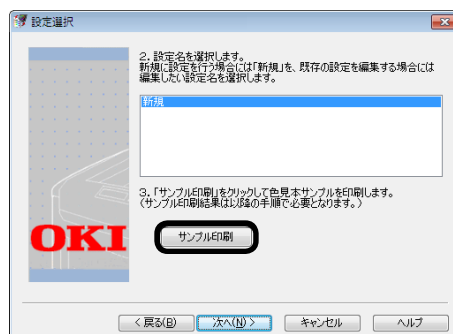 設定選択
2. 設定名を選択します。
新規に設定を行う場合には「新規」を、既存の設定を編集する場合には
編集したい設定名を選択します。
新規
3. 「サンプル印刷」をクリックして色見本サンプルを印刷します。
(サンプル印刷結果は以降の手順で必要となります。)
OKI
サンプル印刷
< 戻る(B)
次へ(N) >
キャンセル
ヘルプ